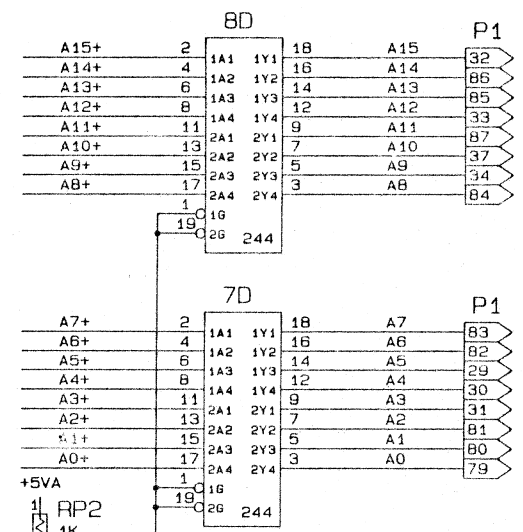 8D P1
A15+ 2 1A1 1Y1 18 A15 32
A14+ 4 1A2 1Y2 16 A14 86
A13+ 6 1A3 1Y3 14 A13 85
A12+ 8 1A4 1Y4 12 A12 33
A11+ 11 2A1 2Y1 9 A11 87
A10+ 13 2A2 2Y2 7 A10 37
A9+ 15 2A3 2Y3 5 A9 34
A8+ 17 2A4 2Y4 3 A8 84
1 1G
19 2G 244
7D P1
A7+ 2 1A1 1Y1 18 A7 83
A6+ 4 1A2 1Y2 16 A6 82
A5+ 6 1A3 1Y3 14 A5 29
A4+ 8 1A4 1Y4 12 A4 30
A3+ 11 2A1 2Y1 9 A3 31
A2+ 13 2A2 2Y2 7 A2 81
A1+ 15 2A3 2Y3 5 A1 80
A0+ 17 2A4 2Y4 3 A0 79
+5VA 1 1G
1 RP2 19 2G 244
1K